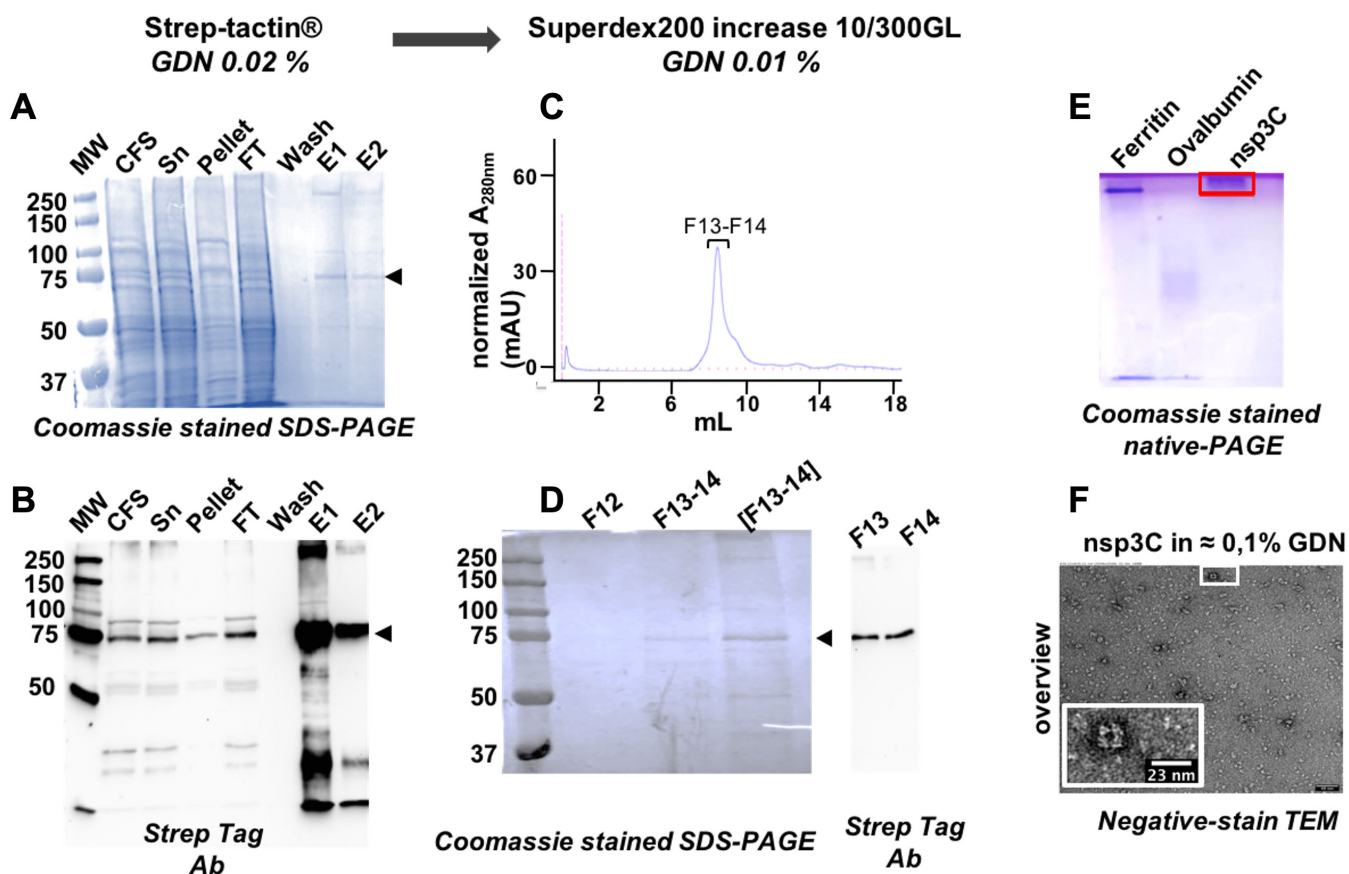 Strep-tactin®
GDN 0.02 %
Superdex200 increase 10/300GL
GDN 0.01 %
A
MW
CFS
Sn
Pellet
FT
Wash
E1
E2
250
150
100
75
50
37
Coomassie stained SDS-PAGE
B
MW
CFS
Sn
Pellet
FT
Wash
E1
E2
250
150
100
75
50
Strep Tag
Ab
C
normalized A280nm
(mAU)
60
30
0
F13-F14
2
6
10
14
18
mL
D
F12
F13-14
[F13-14]
250
150
100
75
50
37
F13
F14
Coomassie stained SDS-PAGE
Strep Tag
Ab
E
Ferritin
Ovalbumin
nsp3C
Coomassie stained
native-PAGE
F
nsp3C in ≈ 0,1% GDN
overview
23 nm
Negative-stain TEM